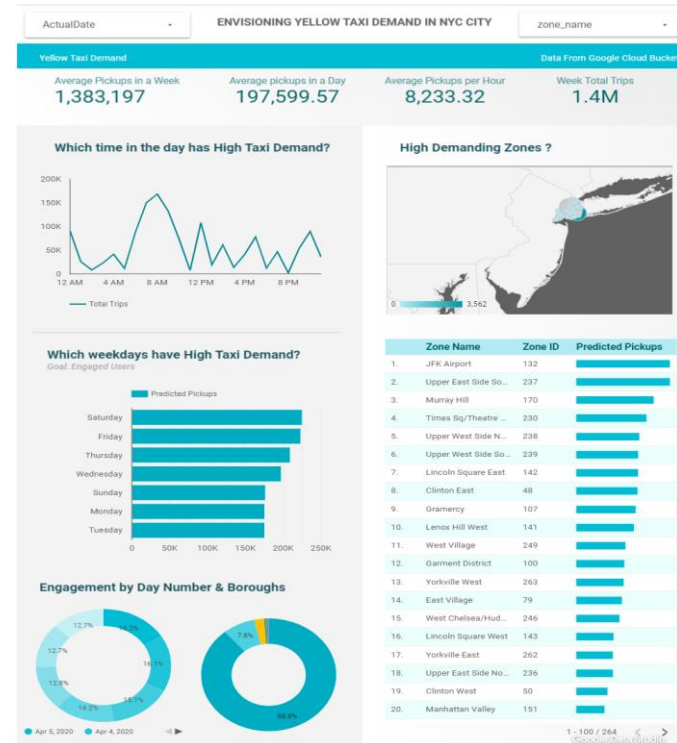 ActualDate
ENVISIONING YELLOW TAXI DEMAND IN NYC CITY
zone_name
Yellow Taxi Demand
Data From Google Cloud Bucke
Average Pickups in a Week
Average pickups in a Day
Average Pickups per Hour
Week Total Trips
1,383,197
197,599.57
8,233.32
1.4M
Which time in the day has High Taxi Demand?
200K
150K
100K
50K
0
12 AM 4 AM 8 AM 12 PM 4 PM 8 PM
Total Trips
Which weekdays have High Taxi Demand?
Goal: Engaged Users
Predicted Pickups
Saturday
Friday
Thursday
Wednesday
Sunday
Monday
Tuesday
0 50K 100K 150K 200K 250K
Engagement by Day Number & Boroughs
12.7%
16.3%
12.7%
16.1%
12.8%
15.1%
14.3%
7.8%
Apr 5, 2020 Apr 4, 2020
High Demanding Zones ?
0 3,562
Zone Name Zone ID Predicted Pickups
1. JFK Airport 132
2. Upper East Side So... 237
3. Murray Hill 170
4. Times Sq/Theatre ... 230
5. Upper West Side N... 238
6. Upper West Side So... 239
7. Lincoln Square East 142
8. Clinton East 48
9. Gramercy 107
10. Lenox Hill West 141
11. West Village 249
12. Garment District 100
13. Yorkville West 263
14. East Village 79
15. West Chelsea/Hud... 246
16. Lincoln Square West 143
17. Yorkville East 262
18. Upper East Side No... 236
19. Clinton West 50
20. Manhattan Valley 151
1 - 100 / 264